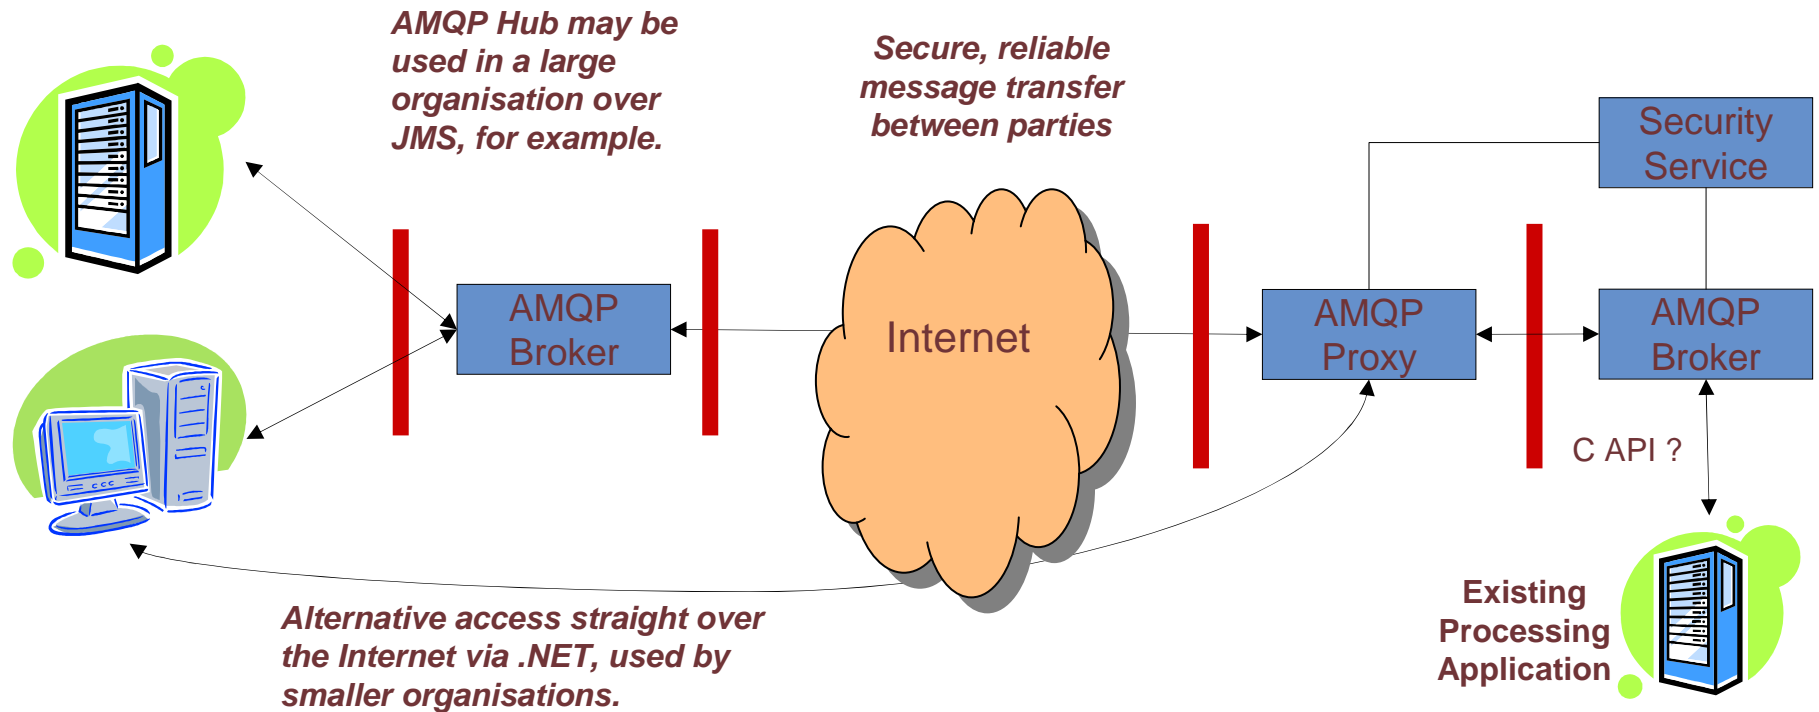 AMQP Hub may be
used in a large
organisation over
JMS, for example.
Secure, reliable
message transfer
between parties
Security
Service
AMQP
Broker
Internet
AMQP
Proxy
AMQP
Broker
C API ?
Alternative access straight over
the Internet via .NET, used by
smaller organisations.
Existing
Processing
Application